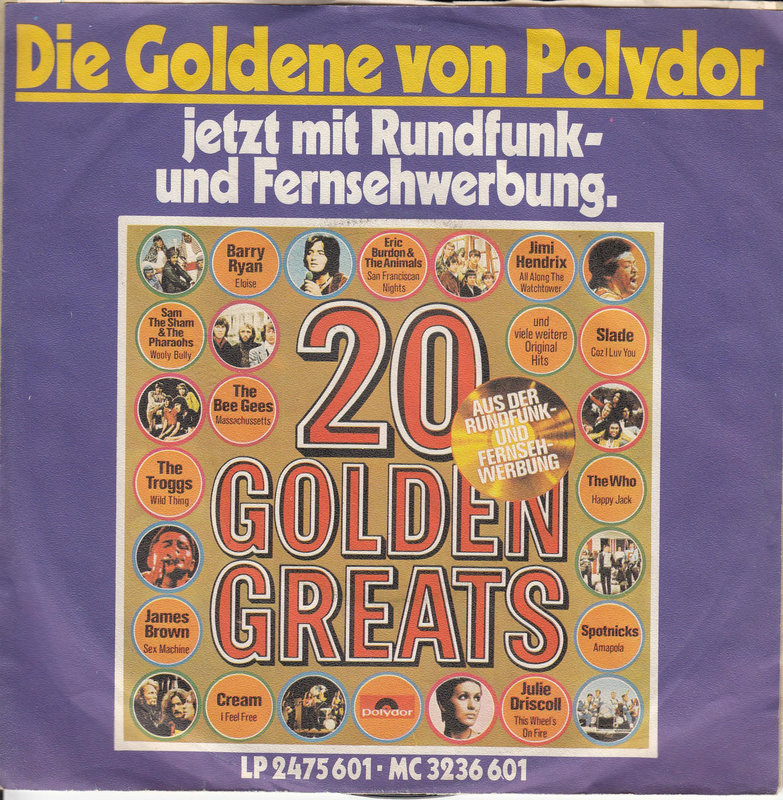 Die Goldene von Polydor
jetzt mit Rundfunk-
und Fernsehwerbung.
Barry
Ryan
Eloise
Eric
Burdon &
The Animals
San Franciscan
Nights
Jimi
Hendrix
All Along The
Watchtower
Sam
The Sham
& The
Pharaohs
Wooly Bully
und
viele weitere
Original
Hits
Slade
Coz I Luv You
The
Bee Gees
Massachussetts
20
GOLDEN
GREATS
AUS DER
RUNDFUNK-
UND
FERNSEH-
WERBUNG
The
Troggs
Wild Thing
The Who
Happy Jack
James
Brown
Sex Machine
Spotnicks
Amapola
Cream
I Feel Free
polydor
Julie
Driscoll
This Wheel's
On Fire
LP 2475601 · MC 3236601